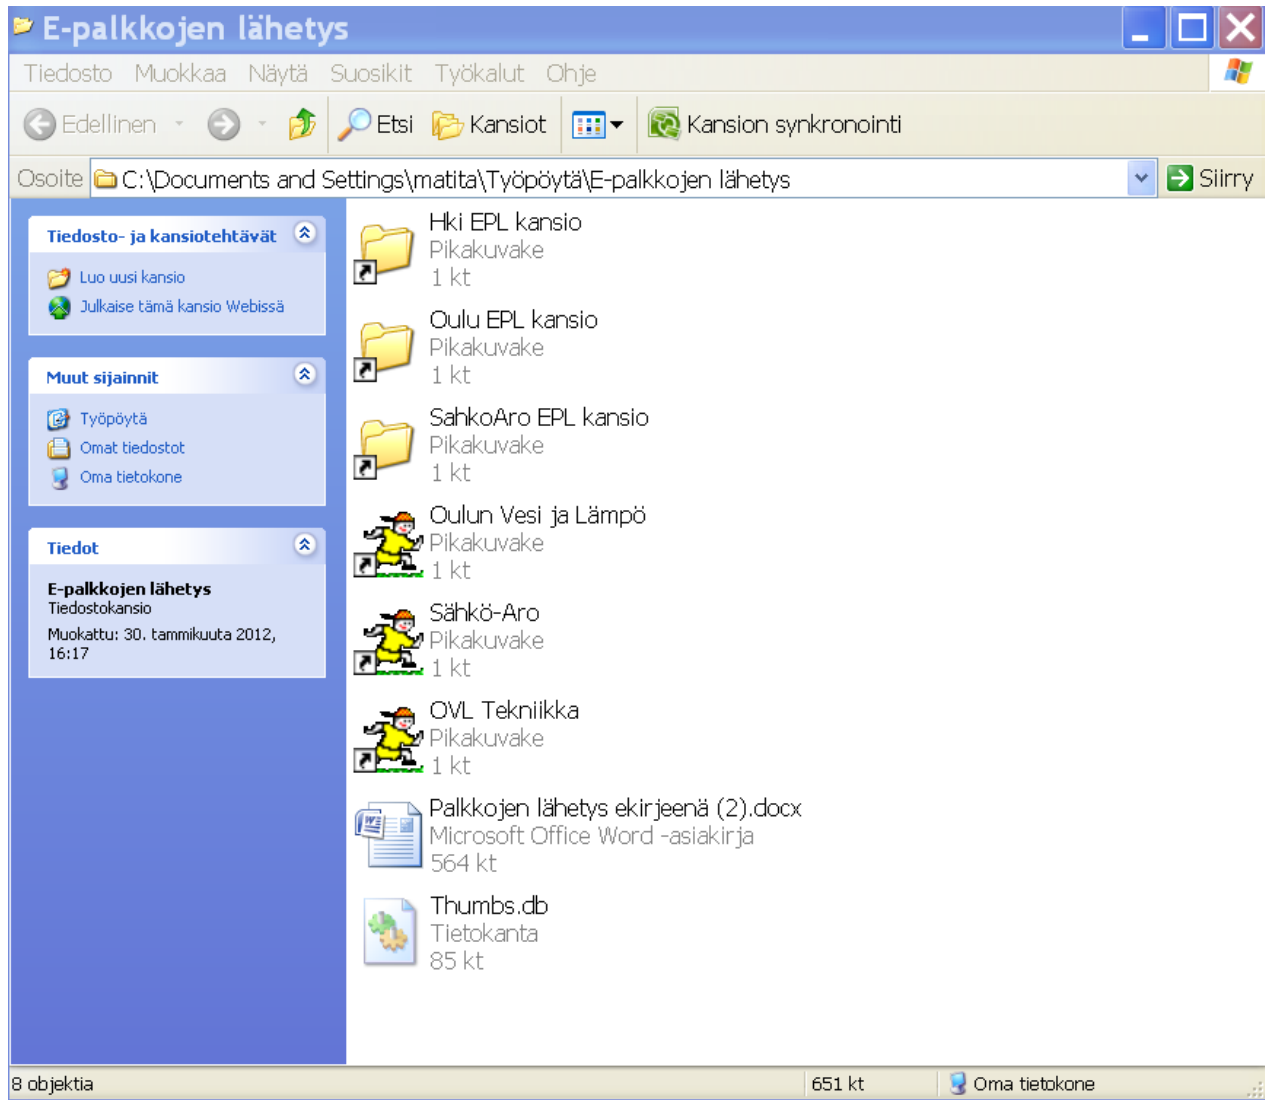 E-palkkojen lähetys
Tiedosto Muokkaa Näytä Suosikit Työkalut Ohje
Edellinen Etsi Kansiot Kansion synkronointi
Osoite C:\Documents and Settings\matita\Työpöytä\E-palkkojen lähetys Siirry
Tiedosto- ja kansiotehtävät
Luo uusi kansio
Julkaise tämä kansio Webissä
Muut sijainnit
Työpöytä
Omat tiedostot
Oma tietokone
Tiedot
E-palkkojen lähetys
Tiedostokansio
Muokattu: 30. tammikuuta 2012,
16:17
Hki EPL kansio
Pikakuvake
1 kt
Oulu EPL kansio
Pikakuvake
1 kt
SahkoAro EPL kansio
Pikakuvake
1 kt
Oulun Vesi ja Lämpö
Pikakuvake
1 kt
Sähkö-Aro
Pikakuvake
1 kt
OVL Tekniikka
Pikakuvake
1 kt
Palkkojen lähetys ekirjeenä (2).docx
Microsoft Office Word -asiakirja
564 kt
Thumbs.db
Tietokanta
85 kt
8 objektia 651 kt Oma tietokone